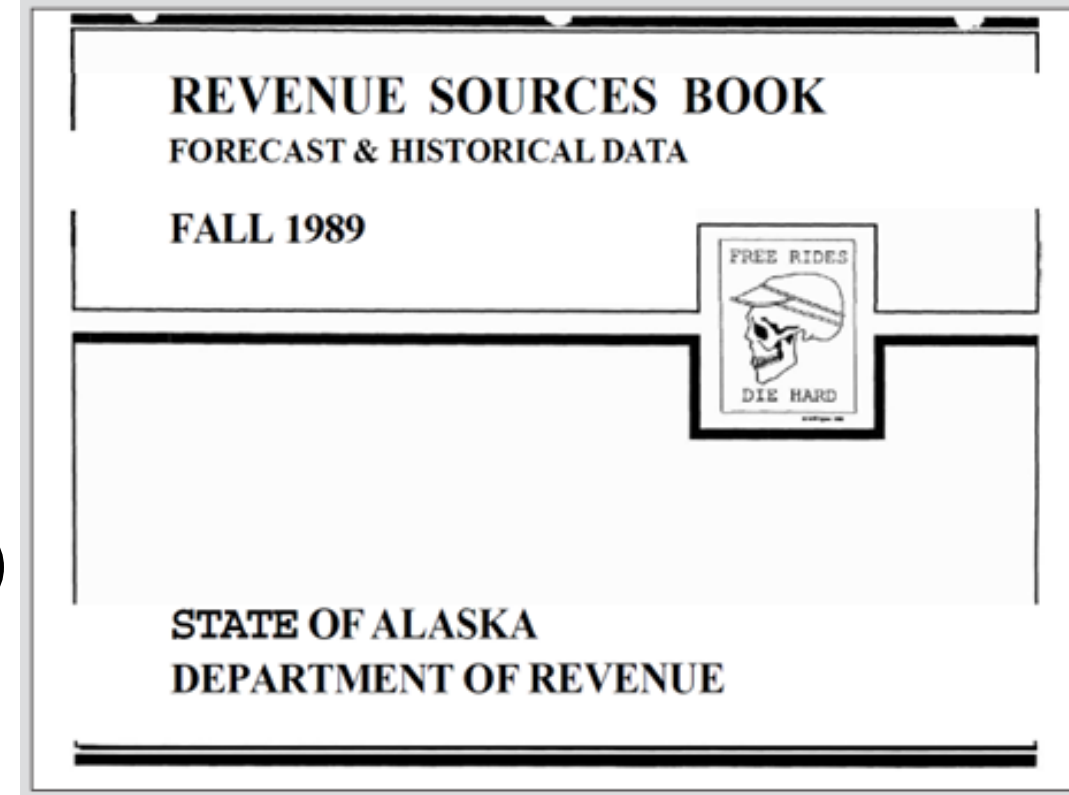 REVENUE SOURCES BOOK
FORECAST & HISTORICAL DATA
FALL 1989
FREE RIDES
DIE HARD
STATE OF ALASKA
DEPARTMENT OF REVENUE